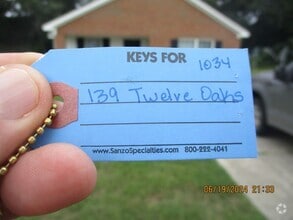 KEYS FOR 1034
139 Twelve Oaks
www.SanzoSpecialties.com 800-222-4041
06/19/2014 21:33